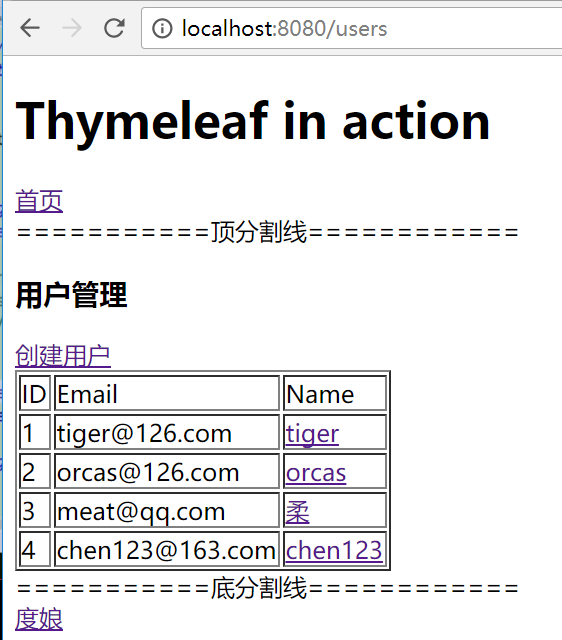 localhost:8080/users
Thymeleaf in action
首页
===========顶分割线============
用户管理
创建用户
ID Email Name
1 tiger@126.com tiger
2 orcas@126.com orcas
3 meat@qq.com 柔
4 chen123@163.com chen123
===========底分割线============
度娘